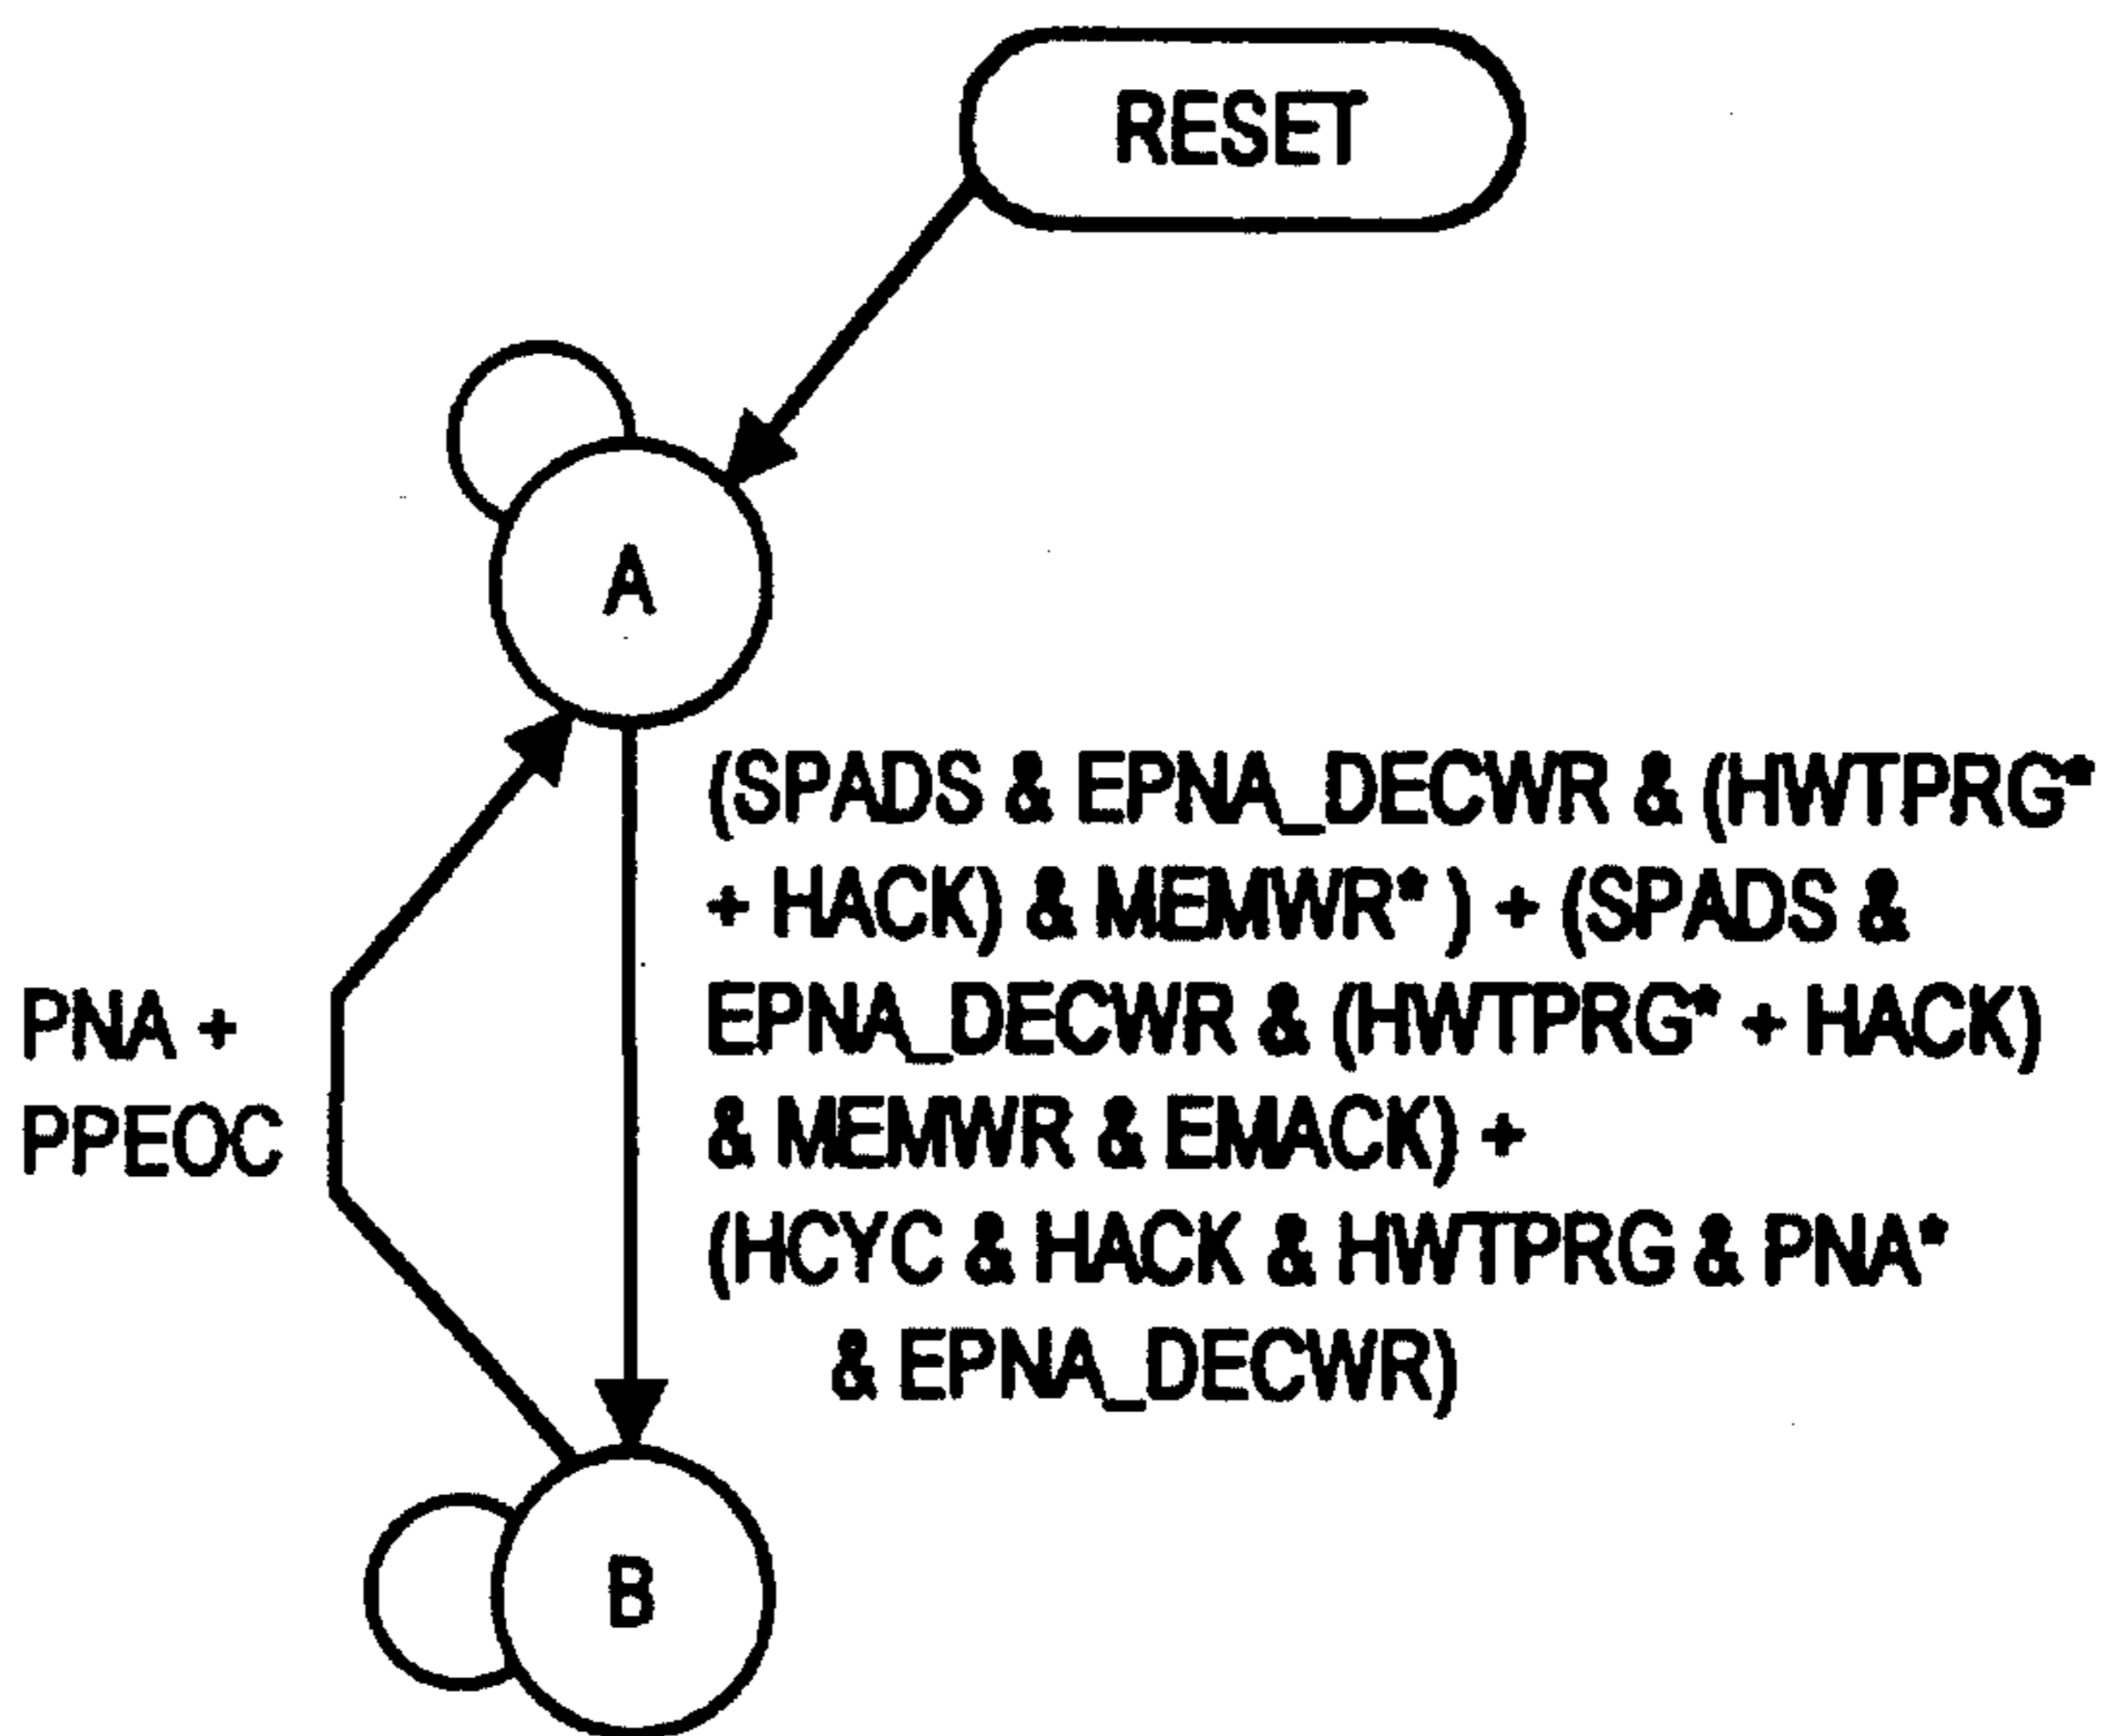 RESET
A
(SPADS & EPNA_DECWR & (HWTPRG*
+ HACK) & MEMWR* ) + (SPADS &
EPNA_DECWR & (HWTPRG* + HACK)
& MEMWR & EMACK) +
(HCYC & HACK & HWTPRG & PNA*
& EPNA_DECWR)
PNA +
PPEOC
B